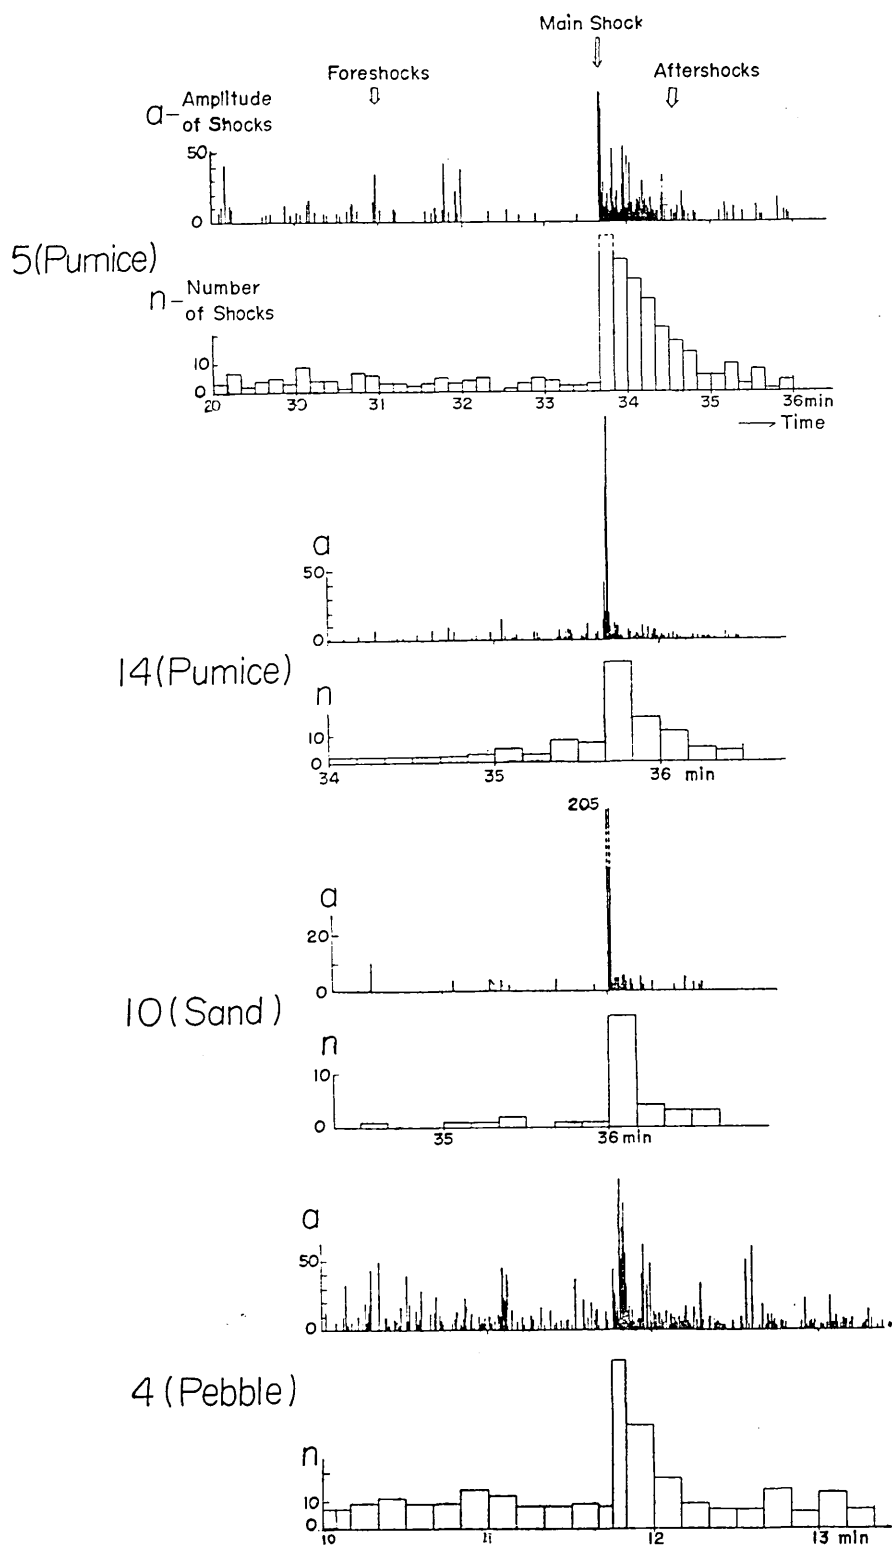 Main Shock
Foreshocks
Aftershocks
a- Amplitude
of Shocks
50
0
5(Pumice)
n- Number
of Shocks
10
0
20 30 31 32 33 34 35 36min
→ Time
a
50
0
14(Pumice)
n
10
0
34 35 36 min
205
a
20
0
10(Sand)
n
10
0
35 36min
a
50
0
4(Pebble)
n
10
0
10 11 12 13 min